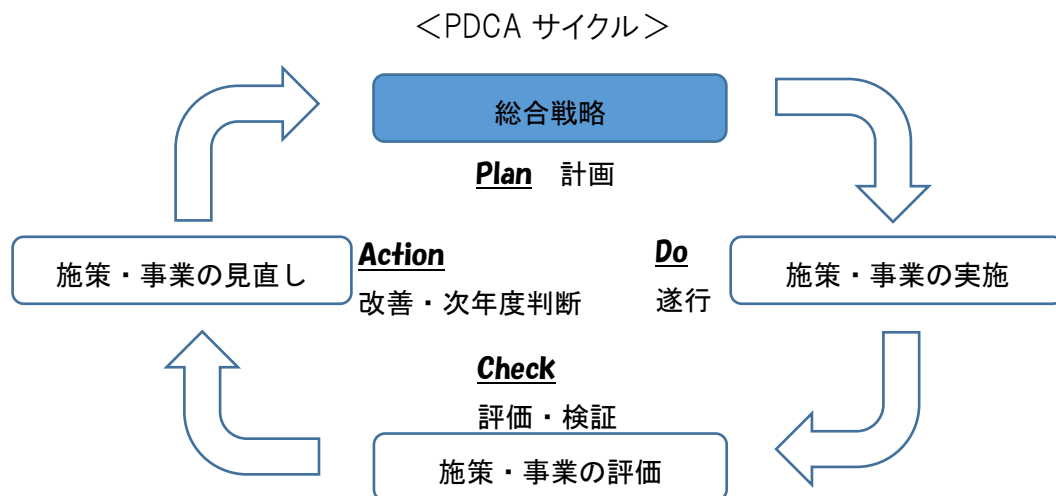 ＜PDCA サイクル＞
総合戦略
Plan　計画
施策・事業の見直し
Action
改善・次年度判断
Do
遂行
施策・事業の実施
Check
評価・検証
施策・事業の評価